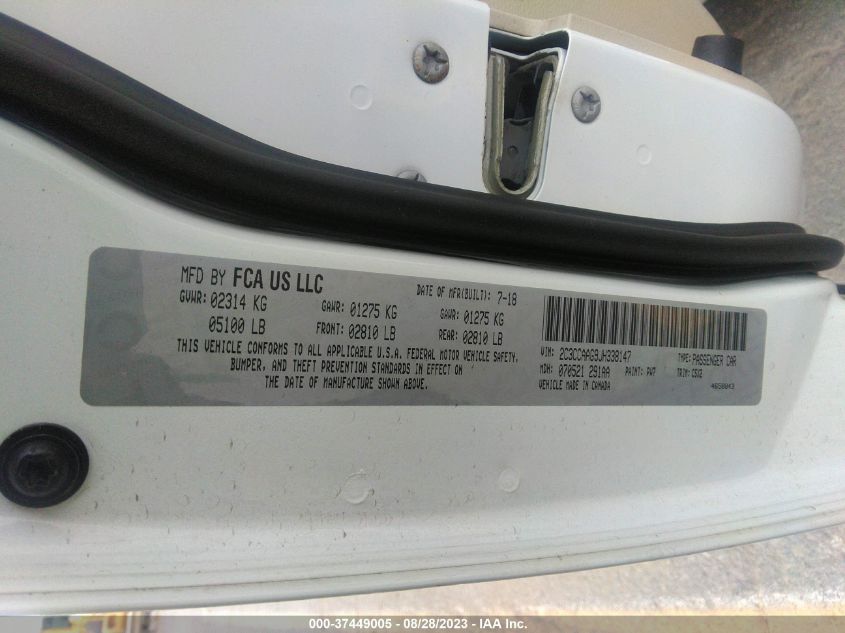 MFD BY FCA US LLC
DATE OF MFR(BUILT): 7-18
GVWR: 02314 KG
GAWR: 01275 KG
GAWR: 01275 KG
05100 LB
FRONT: 02810 LB
REAR: 02810 LB
THIS VEHICLE CONFORMS TO ALL APPLICABLE U.S.A. FEDERAL MOTOR VEHICLE SAFETY,
BUMPER, AND THEFT PREVENTION STANDARDS IN EFFECT ON
THE DATE OF MANUFACTURE SHOWN ABOVE.
VIN: 2C3CCAAG9JH338147
TYPE: PASSENGER CAR
MDH: 070521 291AA
PAINT: PW7
TRIM: C5X2
VEHICLE MADE IN CANADA
4658843
000-37449005 - 08/28/2023 - IAA Inc.